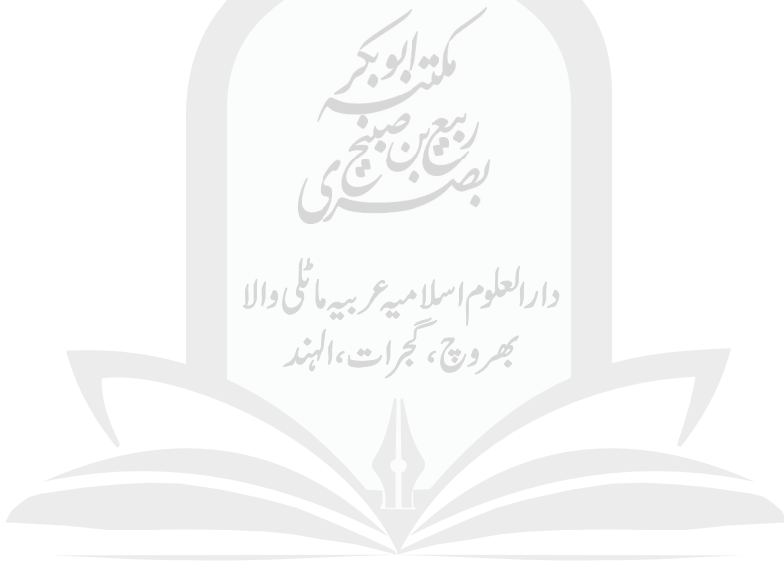 مکتبہ ابوبکر
ربیع بن صبیح
بصری
دارالعلوم اسلامیہ عربیہ ماٹلی والا
بھروچ، گجرات، الہند